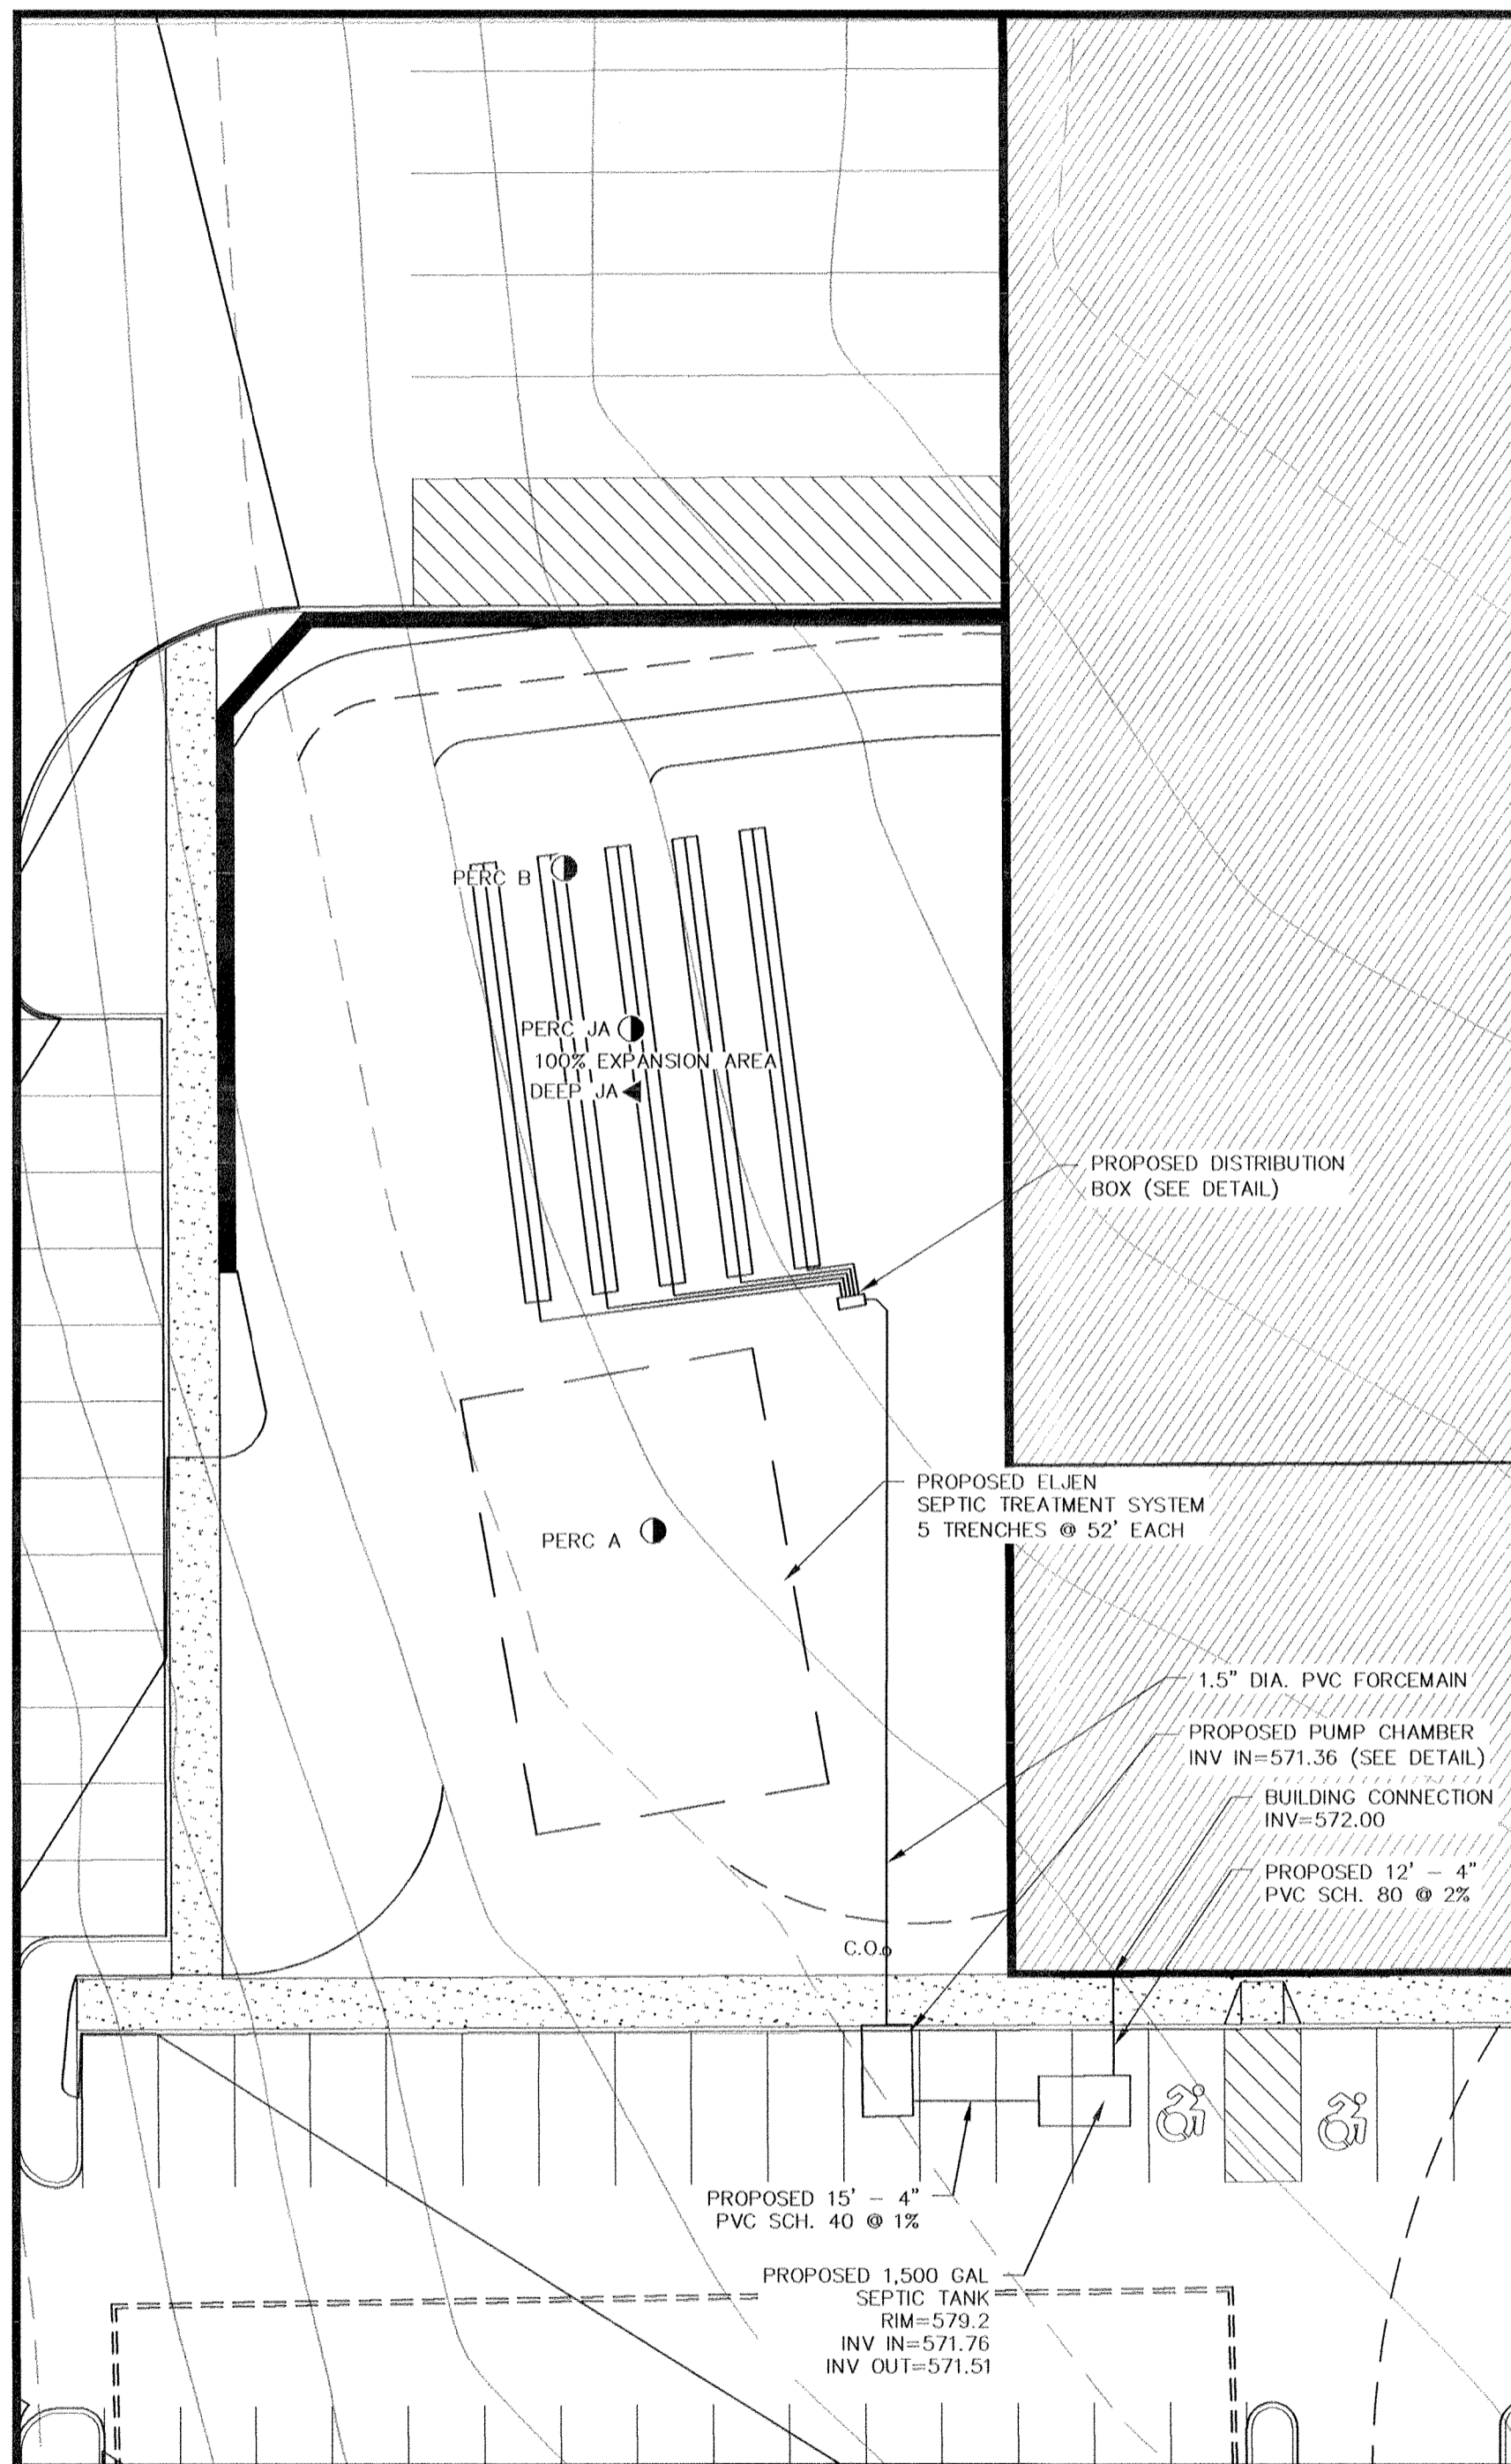 PERC B
PERC JA
100% EXPANSION AREA
DEEP JA
PROPOSED DISTRIBUTION
BOX (SEE DETAIL)
PROPOSED ELJEN
SEPTIC TREATMENT SYSTEM
5 TRENCHES @ 52' EACH
PERC A
1.5" DIA. PVC FORCEMAIN
PROPOSED PUMP CHAMBER
INV IN=571.36 (SEE DETAIL)
BUILDING CONNECTION
INV=572.00
PROPOSED 12' - 4"
PVC SCH. 80 @ 2%
C.O.
PROPOSED 15' - 4"
PVC SCH. 40 @ 1%
PROPOSED 1,500 GAL
SEPTIC TANK
RIM=579.2
INV IN=571.76
INV OUT=571.51